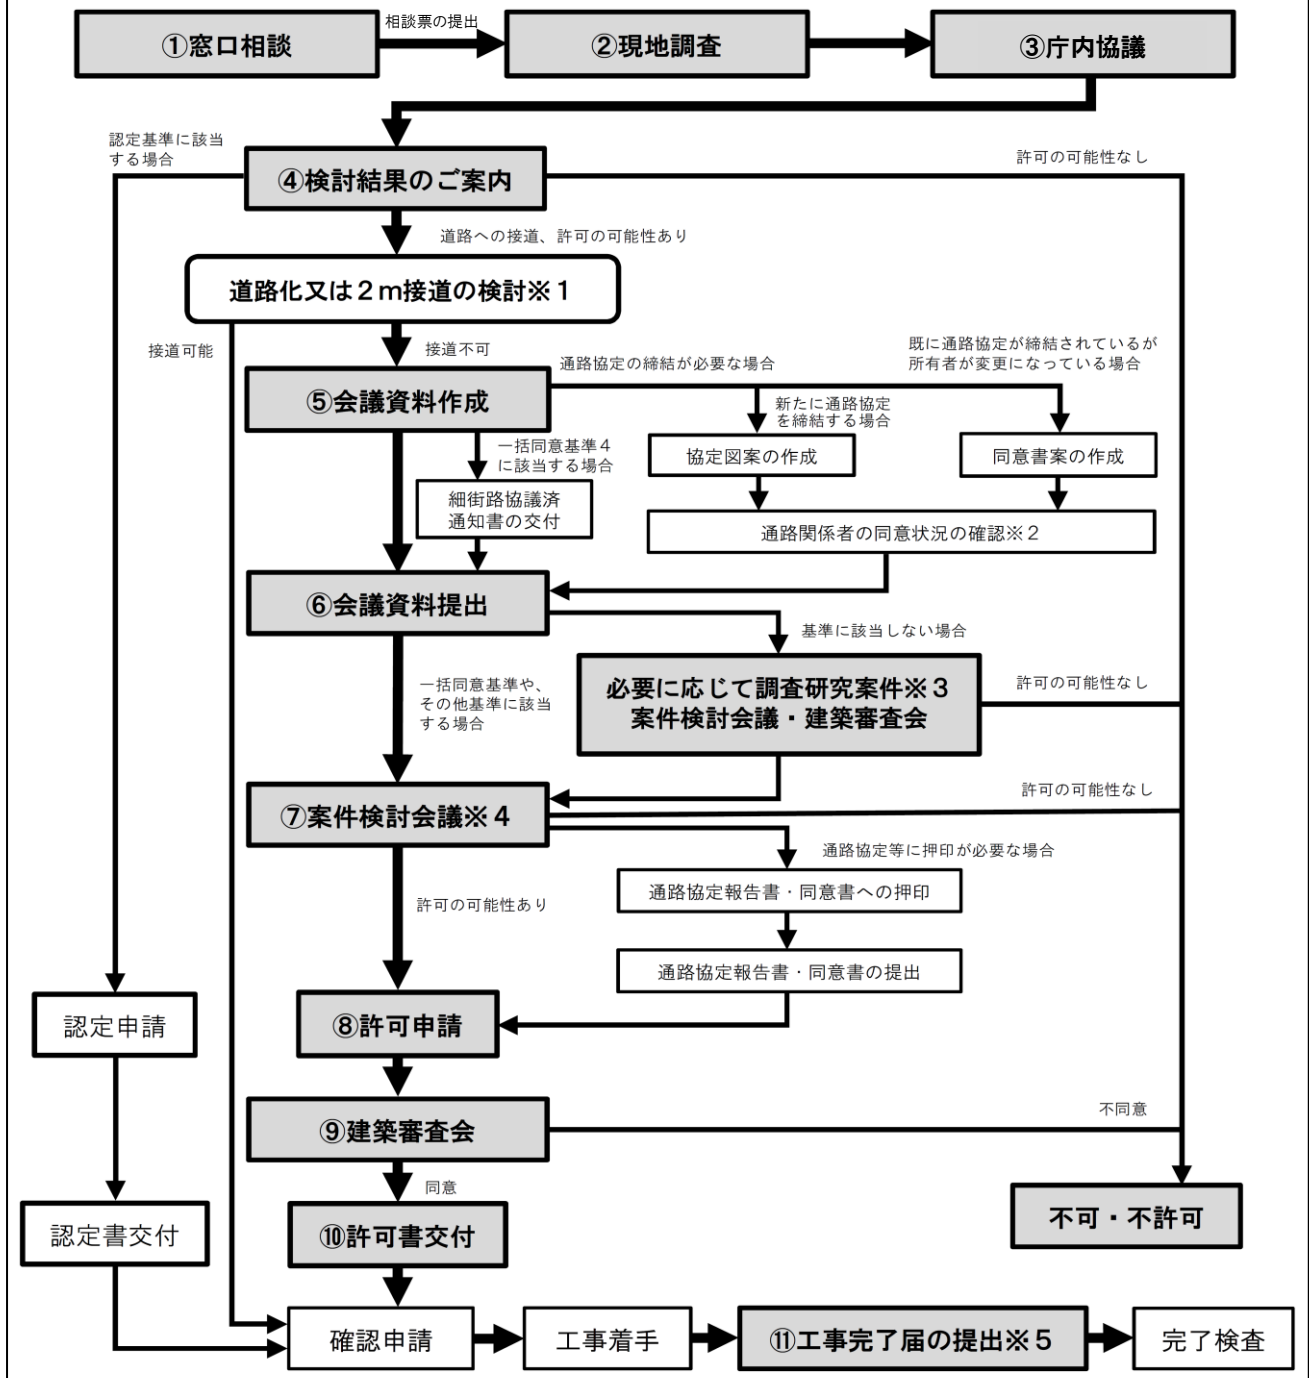 ①窓口相談
相談票の提出
②現地調査
③庁内協議
認定基準に該当
する場合
④検討結果のご案内
許可の可能性なし
道路への接道、許可の可能性あり
道路化又は２ｍ接道の検討※１
接道可能
接道不可
通路協定の締結が必要な場合
既に通路協定が締結されているが
所有者が変更になっている場合
⑤会議資料作成
新たに通路協定
を締結する場合
一括同意基準４
に該当する場合
協定図案の作成
同意書案の作成
細街路協議済
通知書の交付
通路関係者の同意状況の確認※２
⑥会議資料提出
基準に該当しない場合
一括同意基準や、
その他基準に該当
する場合
必要に応じて調査研究案件※３
案件検討会議・建築審査会
許可の可能性なし
⑦案件検討会議※４
許可の可能性なし
通路協定等に押印が必要な場合
許可の可能性あり
通路協定報告書・同意書への押印
通路協定報告書・同意書の提出
認定申請
⑧許可申請
⑨建築審査会
不同意
同意
認定書交付
⑩許可書交付
不可・不許可
確認申請
工事着手
⑪工事完了届の提出※５
完了検査